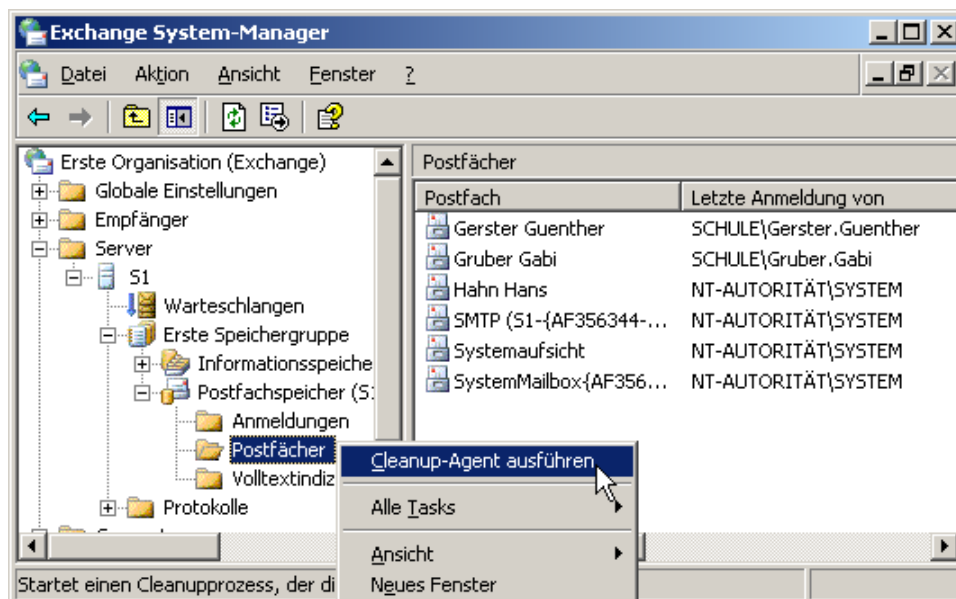 Exchange System-Manager
Datei Aktion Ansicht Fenster ?
Erste Organisation (Exchange)
Globale Einstellungen
Empfänger
Server
S1
Warteschlangen
Erste Speichergruppe
Informationsspeiche
Postfachspeicher (S
Anmeldungen
Postfächer
Volltextindiz
Protokolle
Postfächer
Postfach Letzte Anmeldung von
Gerster Guenther SCHULE\Gerster.Guenther
Gruber Gabi SCHULE\Gruber.Gabi
Hahn Hans NT-AUTORITÄT\SYSTEM
SMTP (S1-{AF356344-... NT-AUTORITÄT\SYSTEM
Systemaufsicht NT-AUTORITÄT\SYSTEM
SystemMailbox{AF356... NT-AUTORITÄT\SYSTEM
Cleanup-Agent ausführen
Alle Tasks
Ansicht
Neues Fenster
Startet einen Cleanupprozess, der di